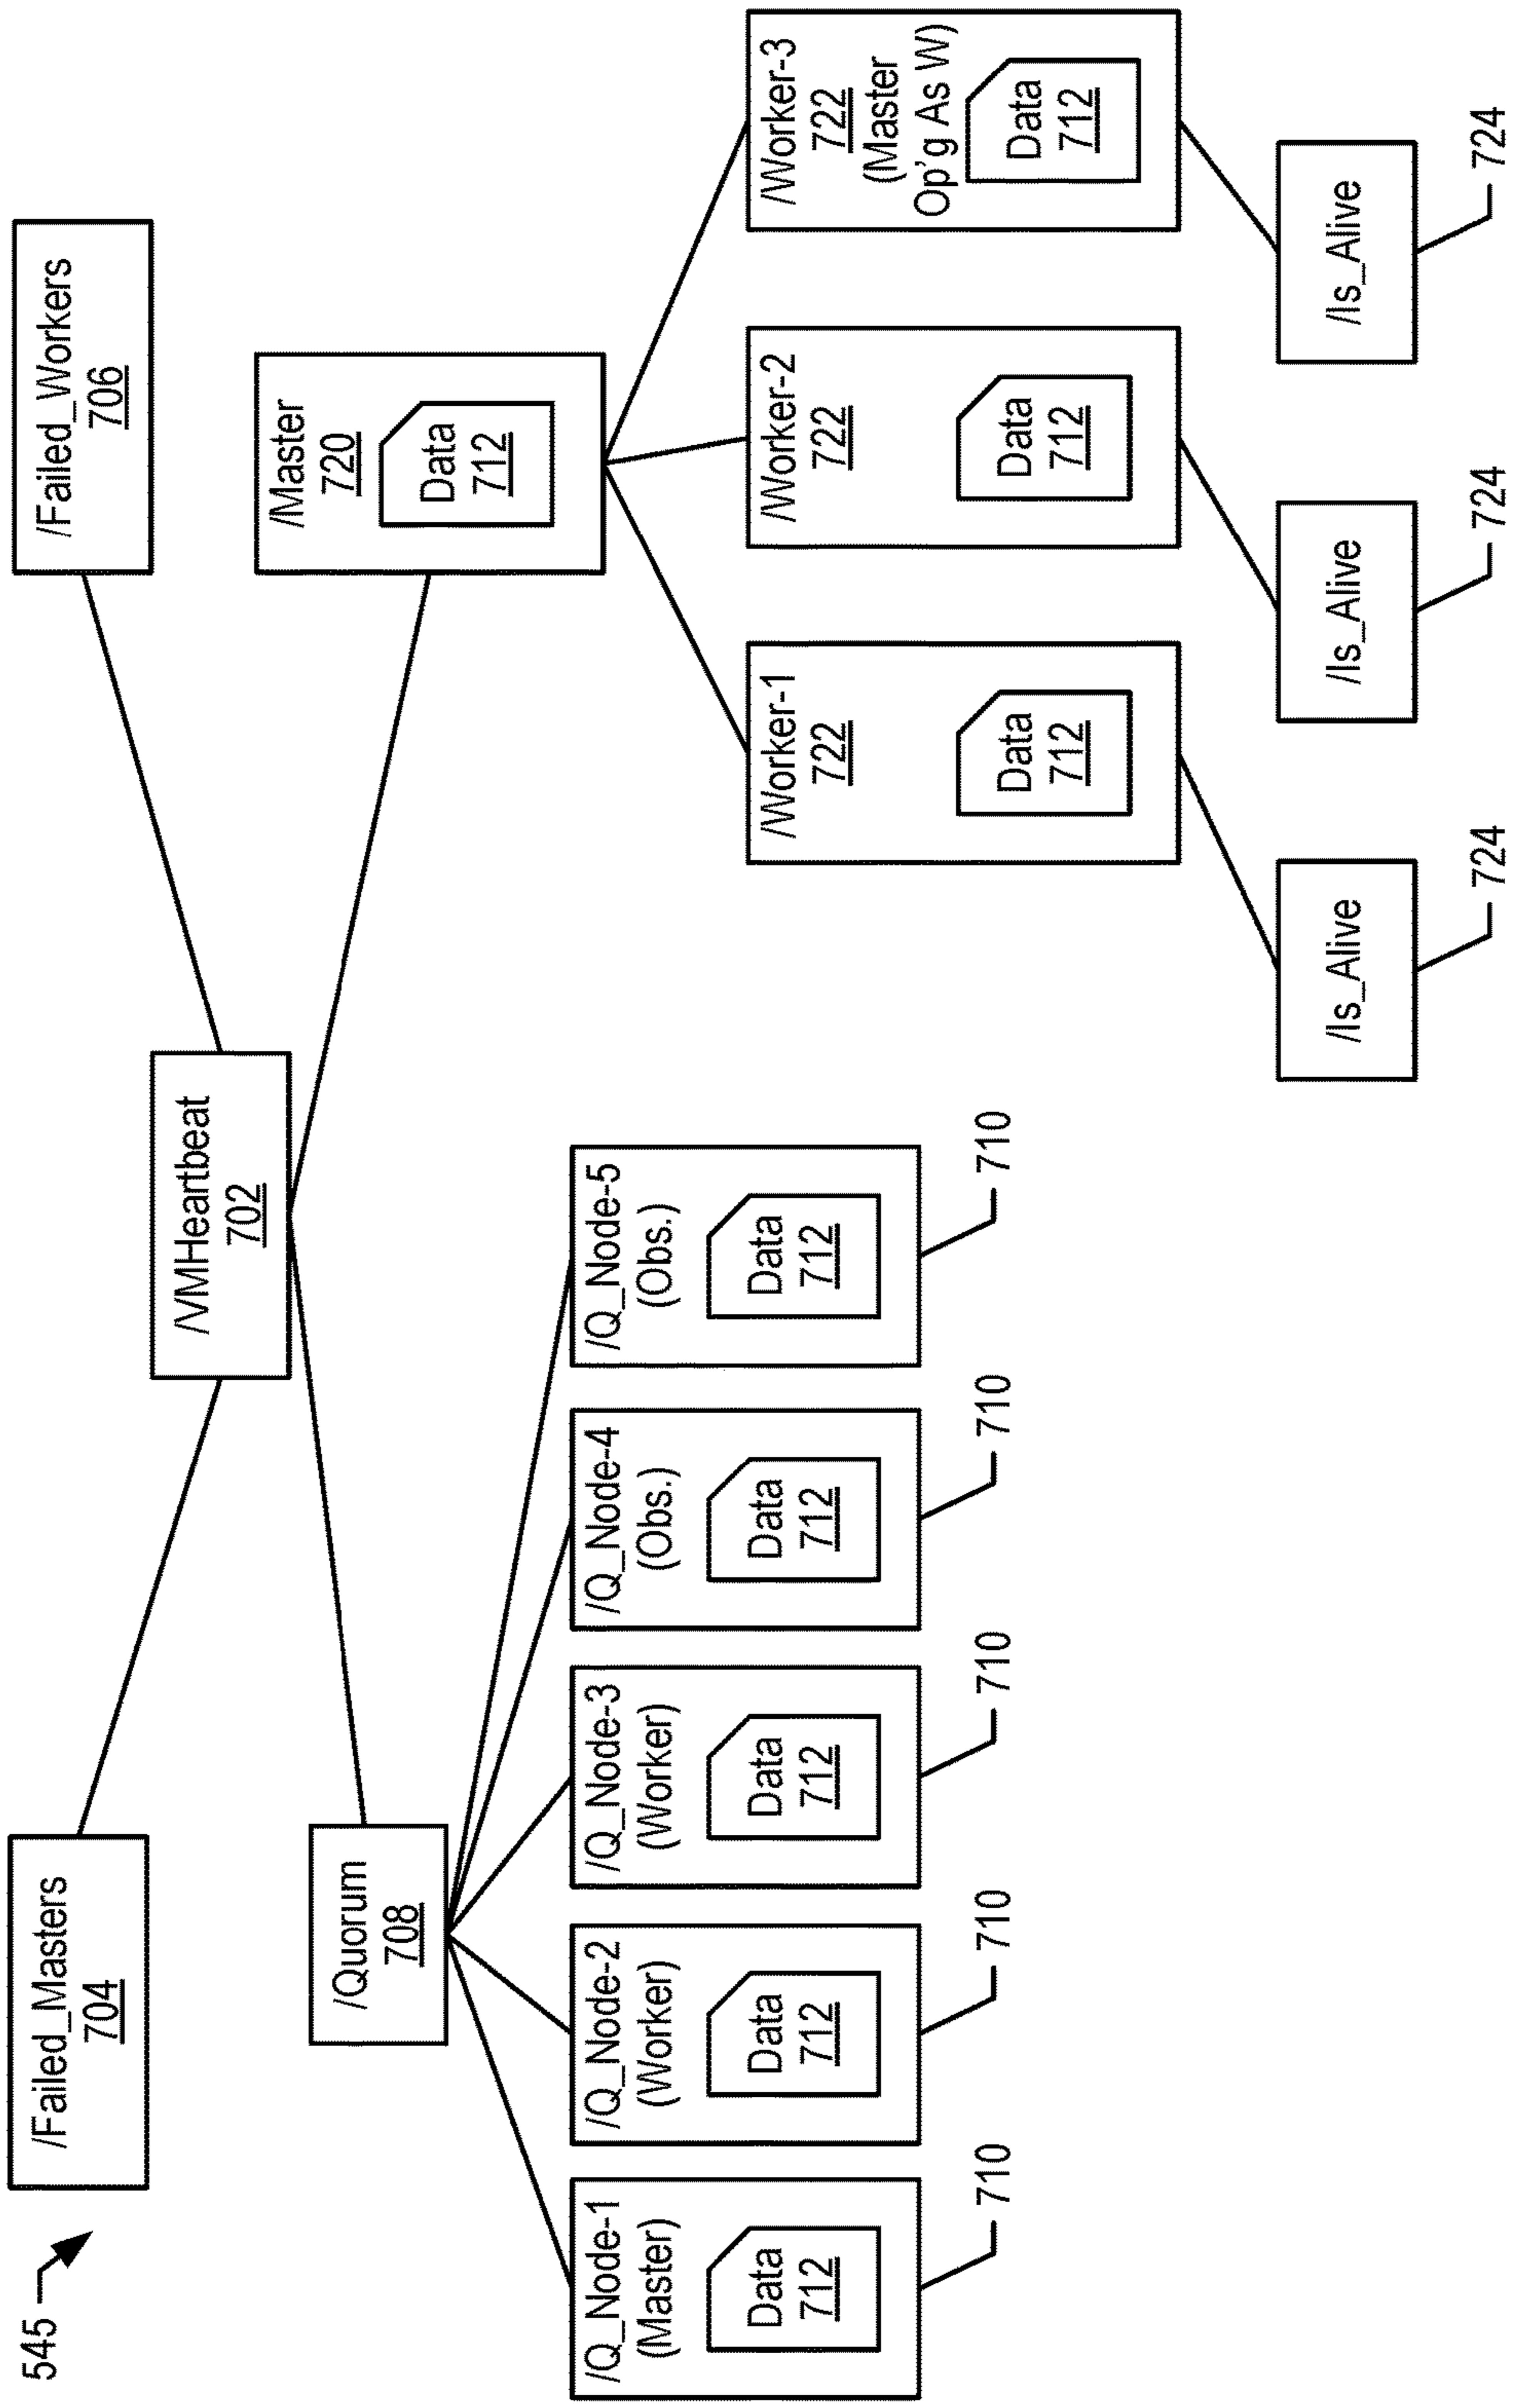 545
/Failed_Masters
704
/VMHeartbeat
702
/Failed_Workers
706
/Quorum
708
/Master
720
Data
712
/Q_Node-1
(Master)
Data
712
710
/Q_Node-2
(Worker)
Data
712
710
/Q_Node-3
(Worker)
Data
712
710
/Q_Node-4
(Obs.)
Data
712
710
/Q_Node-5
(Obs.)
Data
712
710
/Worker-1
722
Data
712
/Worker-2
722
Data
712
/Worker-3
722
(Master
Op'g As W)
Data
712
/Is_Alive
724
/Is_Alive
724
/Is_Alive
724